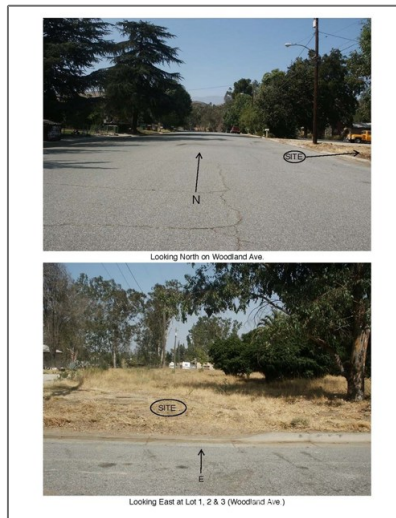 SITE
N
Looking North on Woodland Ave.
SITE
E
Looking East at Lot 1, 2 & 3 (Woodland Ave.)